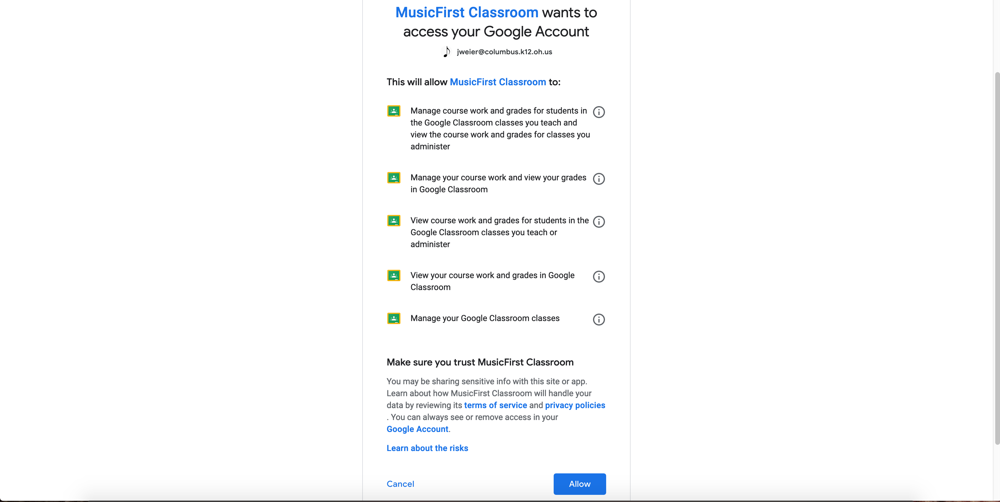 MusicFirst Classroom wants to
access your Google Account
jweier@columbus.k12.oh.us
This will allow MusicFirst Classroom to:
Manage course work and grades for students in
the Google Classroom classes you teach and
view the course work and grades for classes you
administer
Manage your course work and view your grades
in Google Classroom
View course work and grades for students in the
Google Classroom classes you teach or
administer
View your course work and grades in Google
Classroom
Manage your Google Classroom classes
Make sure you trust MusicFirst Classroom
You may be sharing sensitive info with this site or app.
Learn about how MusicFirst Classroom will handle your
data by reviewing its terms of service and privacy policies
. You can always see or remove access in your
Google Account.
Learn about the risks
Cancel Allow